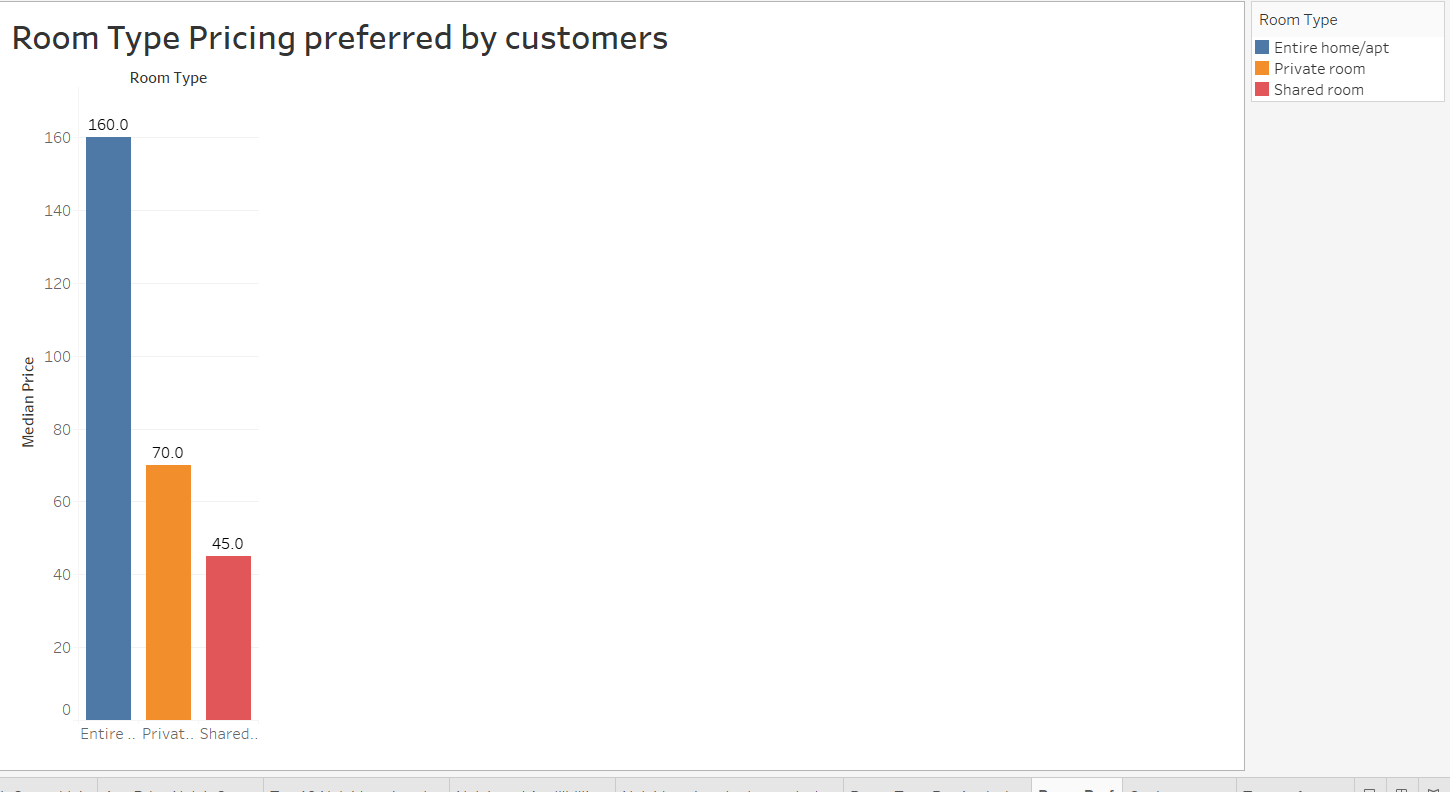 Room Type Pricing preferred by customers
Room Type
Room Type
Entire home/apt
Private room
Shared room
160.0
160
140
120
100
80
70.0
60
45.0
40
20
0
Median Price
Entire .. Privat.. Shared..